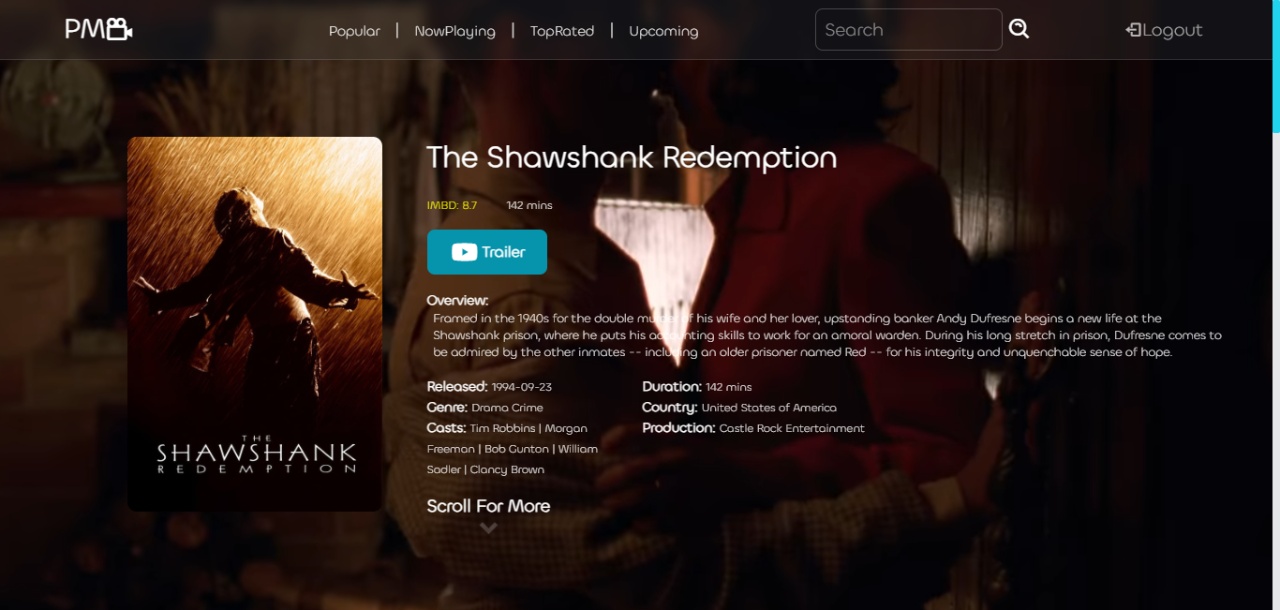 PM
Popular | NowPlaying | TopRated | Upcoming
Search
Logout
The Shawshank Redemption
IMBD: 8.7 142 mins
Trailer
Overview:
Framed in the 1940s for the double murder of his wife and her lover, upstanding banker Andy Dufresne begins a new life at the
Shawshank prison, where he puts his accounting skills to work for an amoral warden. During his long stretch in prison, Dufresne comes to
be admired by the other inmates -- including an older prisoner named Red -- for his integrity and unquenchable sense of hope.
Released: 1994-09-23
Genre: Drama Crime
Casts: Tim Robbins | Morgan
Freeman | Bob Gunton | William
Sadler | Clancy Brown
Duration: 142 mins
Country: United States of America
Production: Castle Rock Entertainment
Scroll For More
THE
SHAWSHANK
REDEMPTION